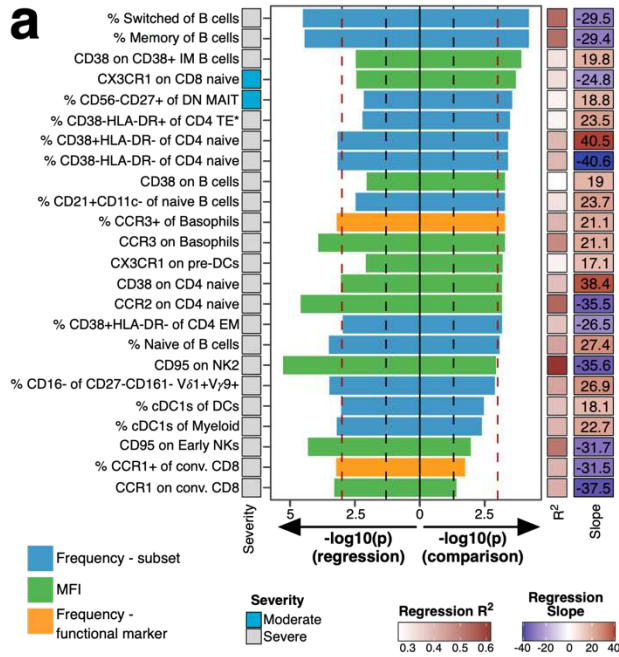 a
% Switched of B cells -29.5
% Memory of B cells -29.4
CD38 on CD38+ IM B cells 19.8
CX3CR1 on CD8 naive -24.8
% CD56-CD27+ of DN MAIT 18.8
% CD38-HLA-DR+ of CD4 TE* 23.5
% CD38+HLA-DR- of CD4 naive 40.5
% CD38-HLA-DR- of CD4 naive -40.6
CD38 on B cells 19
% CD21+CD11c- of naive B cells 23.7
% CCR3+ of Basophils 21.1
CCR3 on Basophils 21.1
CX3CR1 on pre-DCs 17.1
CD38 on CD4 naive 38.4
CCR2 on CD4 naive -35.5
% CD38+HLA-DR- of CD4 EM -26.5
% Naive of B cells 27.4
CD95 on NK2 -35.6
% CD16- of CD27-CD161- Vδ1+Vγ9+ 26.9
% cDC1s of DCs 18.1
% cDC1s of Myeloid 22.7
CD95 on Early NKs -31.7
% CCR1+ of conv. CD8 -31.5
CCR1 on conv. CD8 -37.5
Severity 5 2.5 0 2.5 R² Slope
-log10(p) -log10(p)
(regression) (comparison)
Frequency - subset
MFI
Frequency -
functional marker
Severity
Moderate
Severe
Regression R²
0.3 0.4 0.5 0.6
Regression
Slope
-40 -20 0 20 40